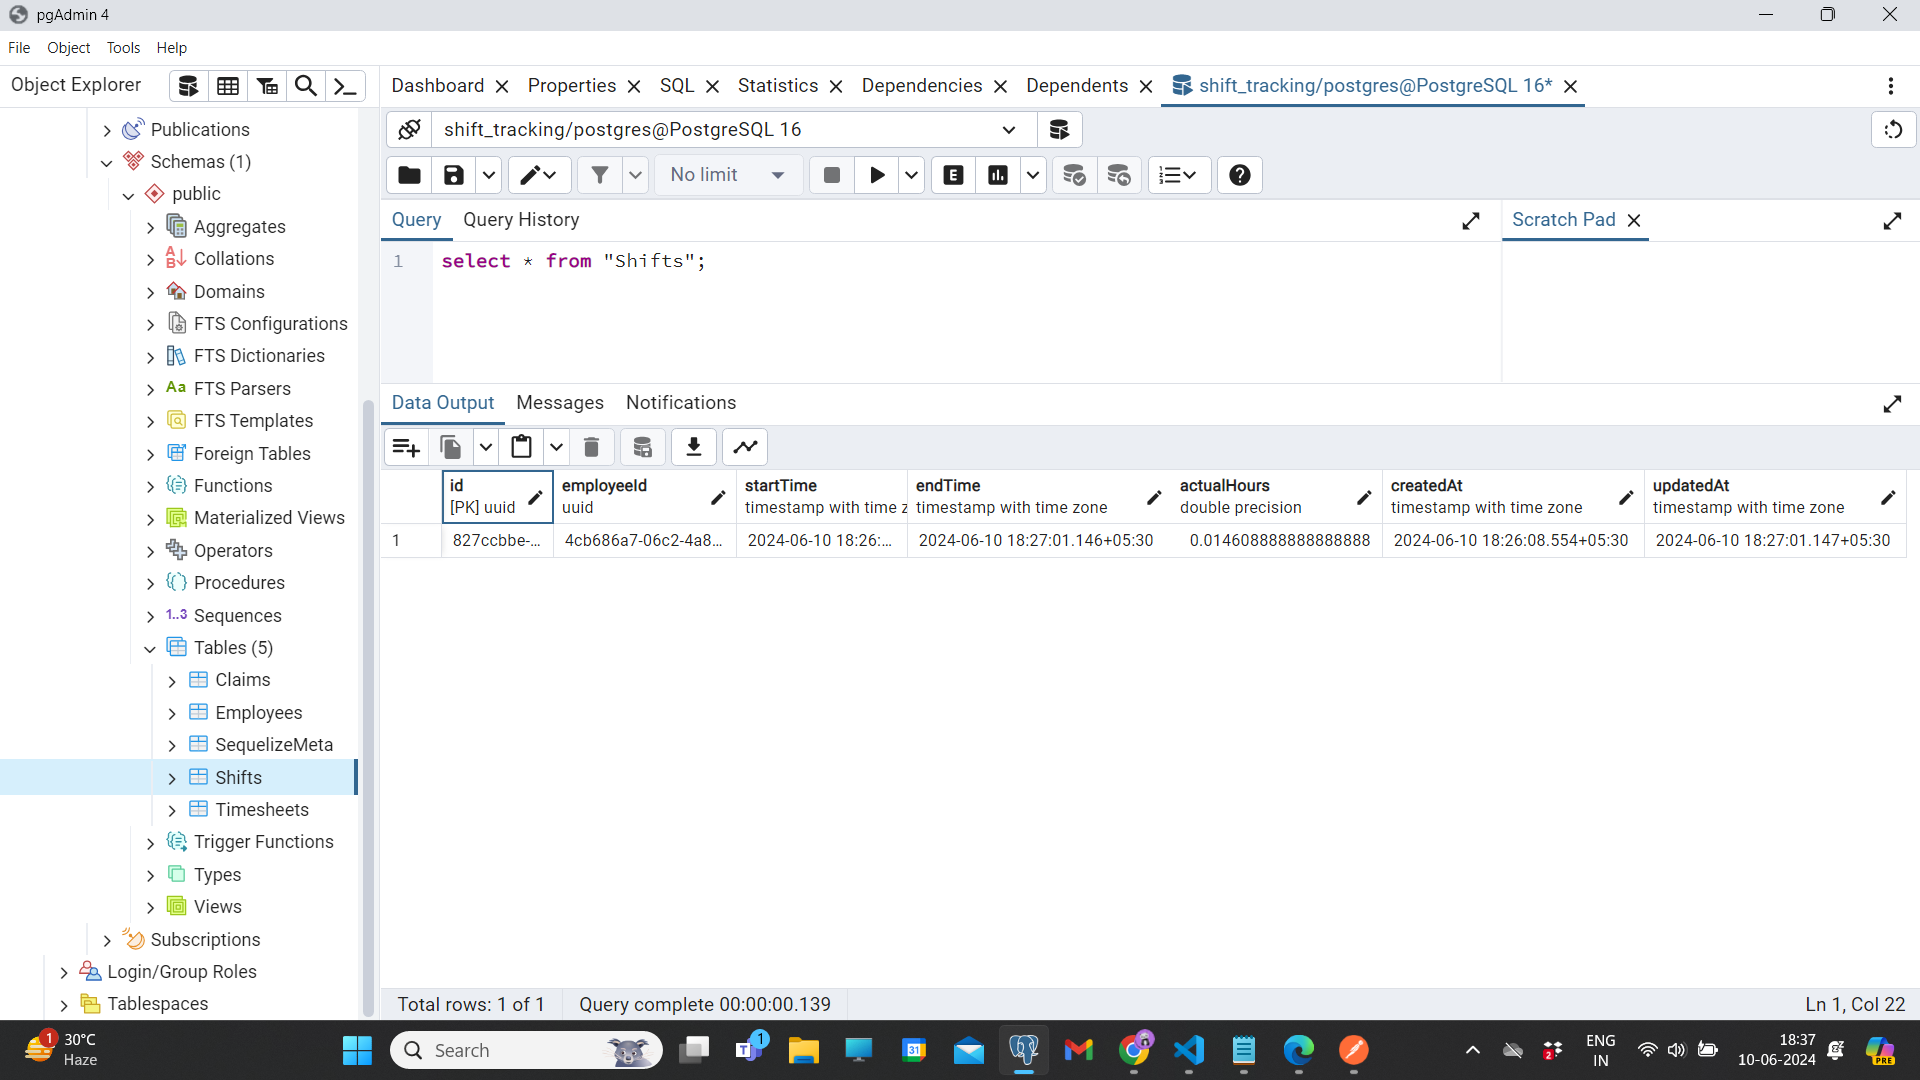 pgAdmin 4
File Object Tools Help
Object Explorer
Dashboard Properties SQL Statistics Dependencies Dependents shift_tracking/postgres@PostgreSQL 16*
shift_tracking/postgres@PostgreSQL 16
No limit
E
Query Query History
Scratch Pad
1 select * from "Shifts";
Data Output Messages Notifications
id employeeId startTime endTime actualHours createdAt updatedAt
[PK] uuid uuid timestamp with time z timestamp with time zone double precision timestamp with time zone timestamp with time zone
1 827ccbbe-... 4cb686a7-06c2-4a8... 2024-06-10 18:26:... 2024-06-10 18:27:01.146+05:30 0.014608888888888888 2024-06-10 18:26:08.554+05:30 2024-06-10 18:27:01.147+05:30
Publications
Schemas (1)
public
Aggregates
Collations
Domains
FTS Configurations
FTS Dictionaries
Aa FTS Parsers
FTS Templates
Foreign Tables
Functions
Materialized Views
Operators
Procedures
1..3 Sequences
Tables (5)
Claims
Employees
SequelizeMeta
Shifts
Timesheets
Trigger Functions
Types
Views
Subscriptions
Login/Group Roles
Tablespaces
Total rows: 1 of 1 Query complete 00:00:00.139 Ln 1, Col 22
1 30°C
Haze
Search
1
31
2
ENG
IN
18:37
10-06-2024
PRE